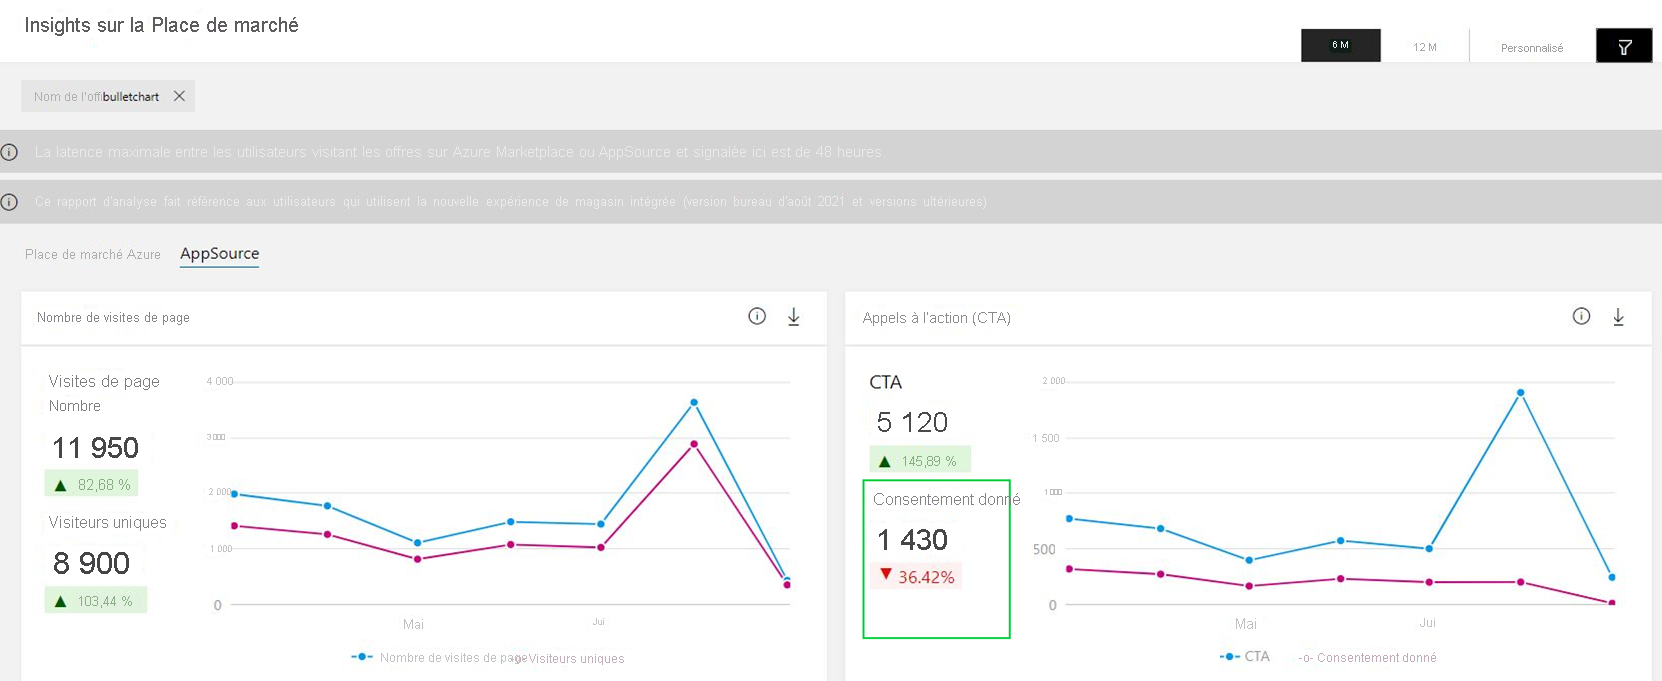 Insights sur la Place de marché
6 M
12 M
Personnalisé
Nom de l'offi bulletchart
La latence maximale entre les utilisateurs visitant les offres sur Azure Marketplace ou AppSource et signalée ici est de 48 heures.
Ce rapport d'analyse fait référence aux utilisateurs qui utilisent la nouvelle expérience de magasin intégrée (version bureau d'août 2021 et versions ultérieures)
Place de marché Azure
AppSource
Nombre de visites de page
Visites de page
Nombre
11 950
▲ 82,68 %
Visiteurs uniques
8 900
▲ 103,44 %
4 000
3 000
2 000
1 000
0
Mai
Jui
Nombre de visites de page
-o- Visiteurs uniques
Appels à l'action (CTA)
CTA
5 120
▲ 145,89 %
Consentement donné
1 430
▼ 36.42%
2 000
1 500
1 000
500
0
Mai
Jui
CTA
-o- Consentement donné